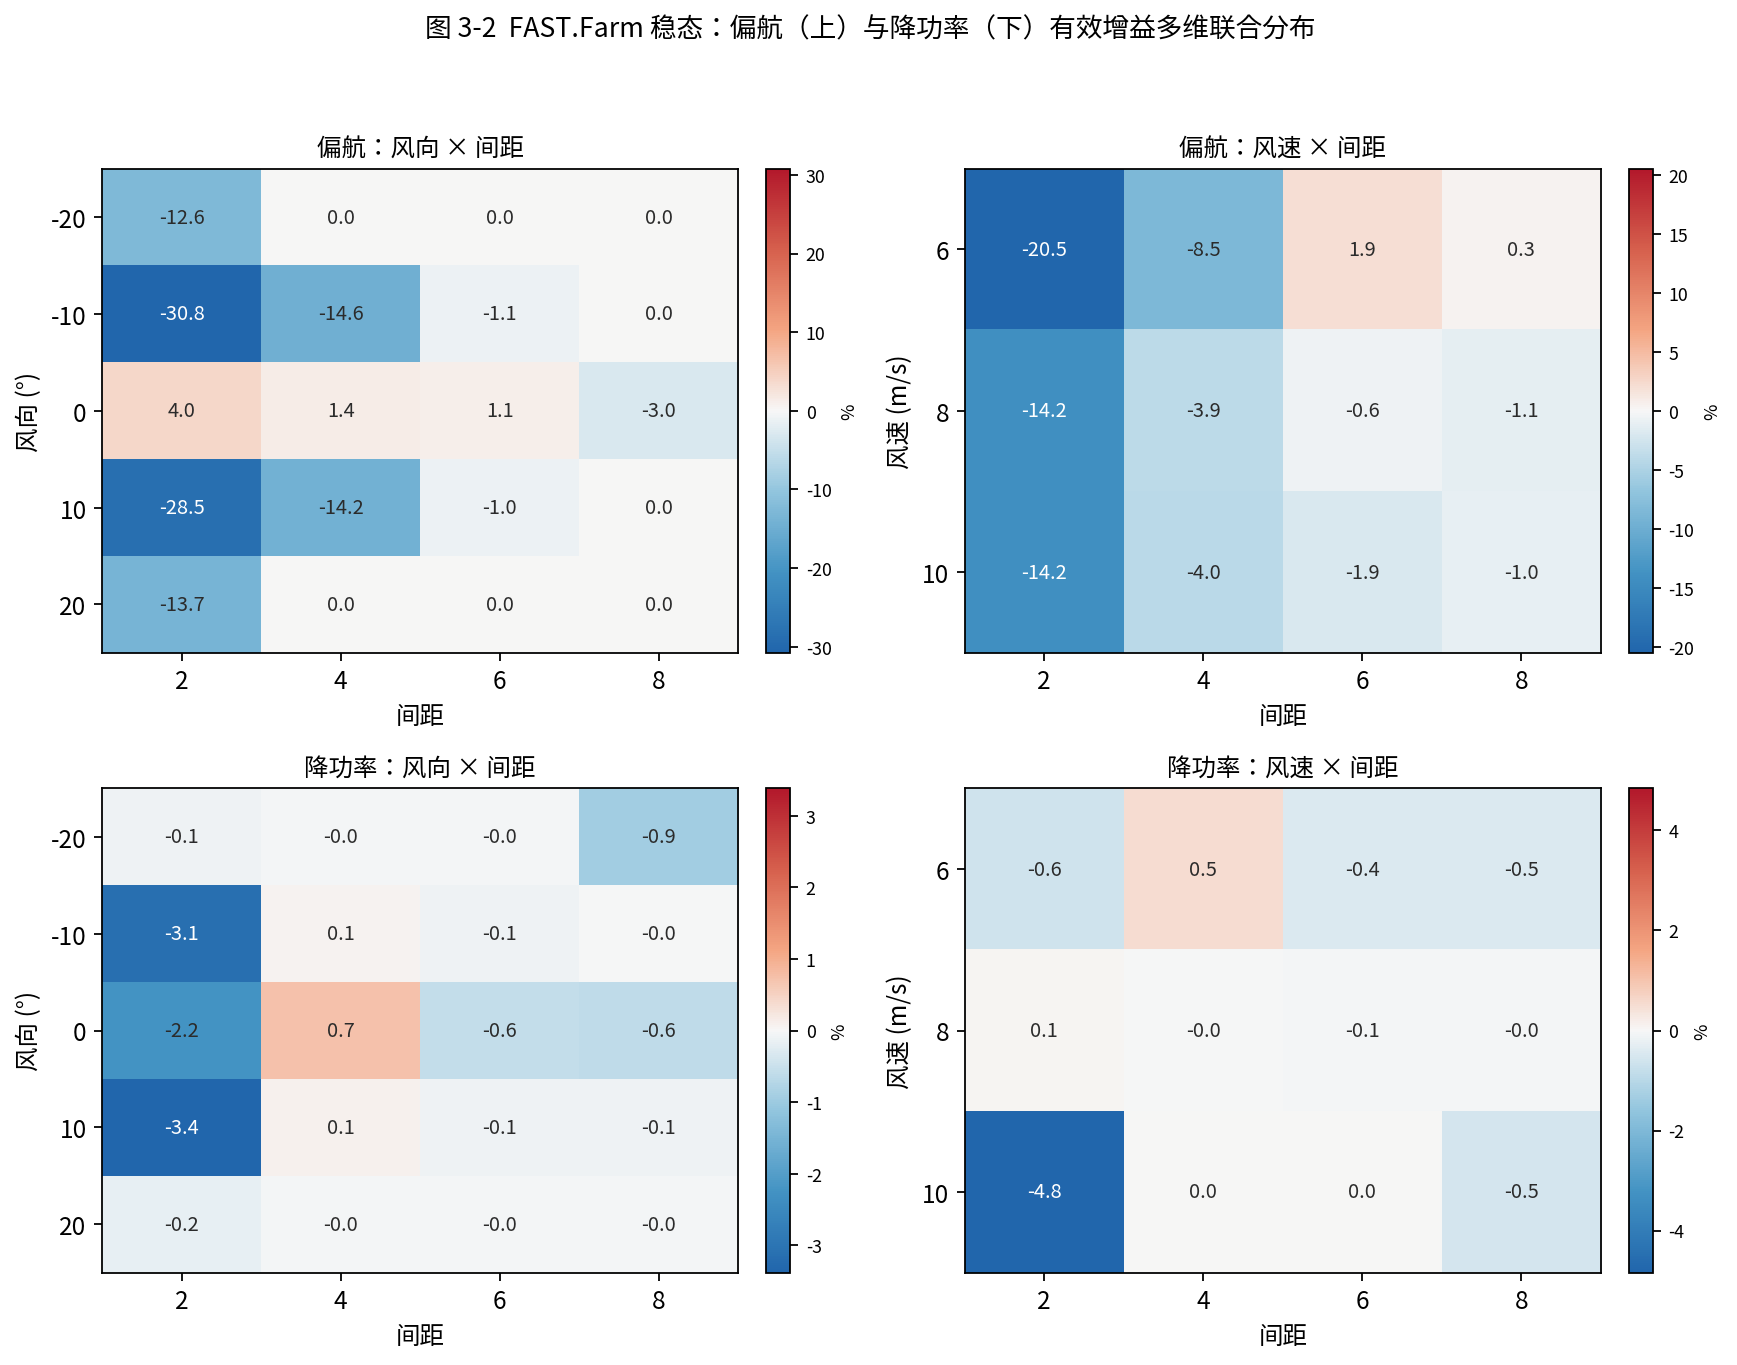 图 3-2 FAST.Farm 稳态：偏航（上）与降功率（下）有效增益多维联合分布
偏航：风向 × 间距
风向 (°)
-20 -12.6 0.0 0.0 0.0
-10 -30.8 -14.6 -1.1 0.0
0 4.0 1.4 1.1 -3.0
10 -28.5 -14.2 -1.0 0.0
20 -13.7 0.0 0.0 0.0
2 4 6 8
间距
30
20
10
0
-10
-20
-30
%
偏航：风速 × 间距
风速 (m/s)
6 -20.5 -8.5 1.9 0.3
8 -14.2 -3.9 -0.6 -1.1
10 -14.2 -4.0 -1.9 -1.0
2 4 6 8
间距
20
15
10
5
0
-5
-10
-15
-20
%
降功率：风向 × 间距
风向 (°)
-20 -0.1 -0.0 -0.0 -0.9
-10 -3.1 0.1 -0.1 -0.0
0 -2.2 0.7 -0.6 -0.6
10 -3.4 0.1 -0.1 -0.1
20 -0.2 -0.0 -0.0 -0.0
2 4 6 8
间距
3
2
1
0
-1
-2
-3
%
降功率：风速 × 间距
风速 (m/s)
6 -0.6 0.5 -0.4 -0.5
8 0.1 -0.0 -0.1 -0.0
10 -4.8 0.0 0.0 -0.5
2 4 6 8
间距
4
2
0
-2
-4
%